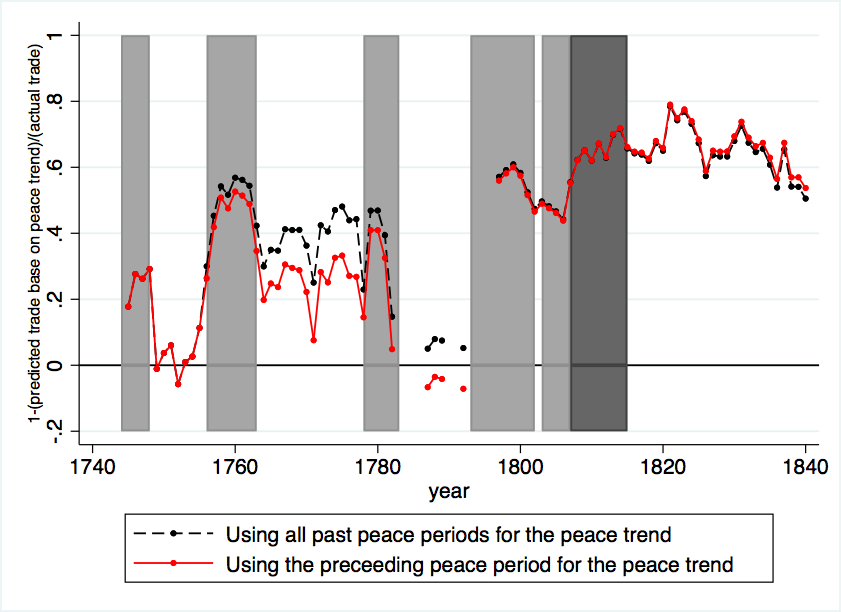 1-(predicted trade base on peace trend)/(actual trade)
1
.8
.6
.4
.2
0
-.2
1740 1760 1780 1800 1820 1840
year
Using all past peace periods for the peace trend
Using the preceeding peace period for the peace trend